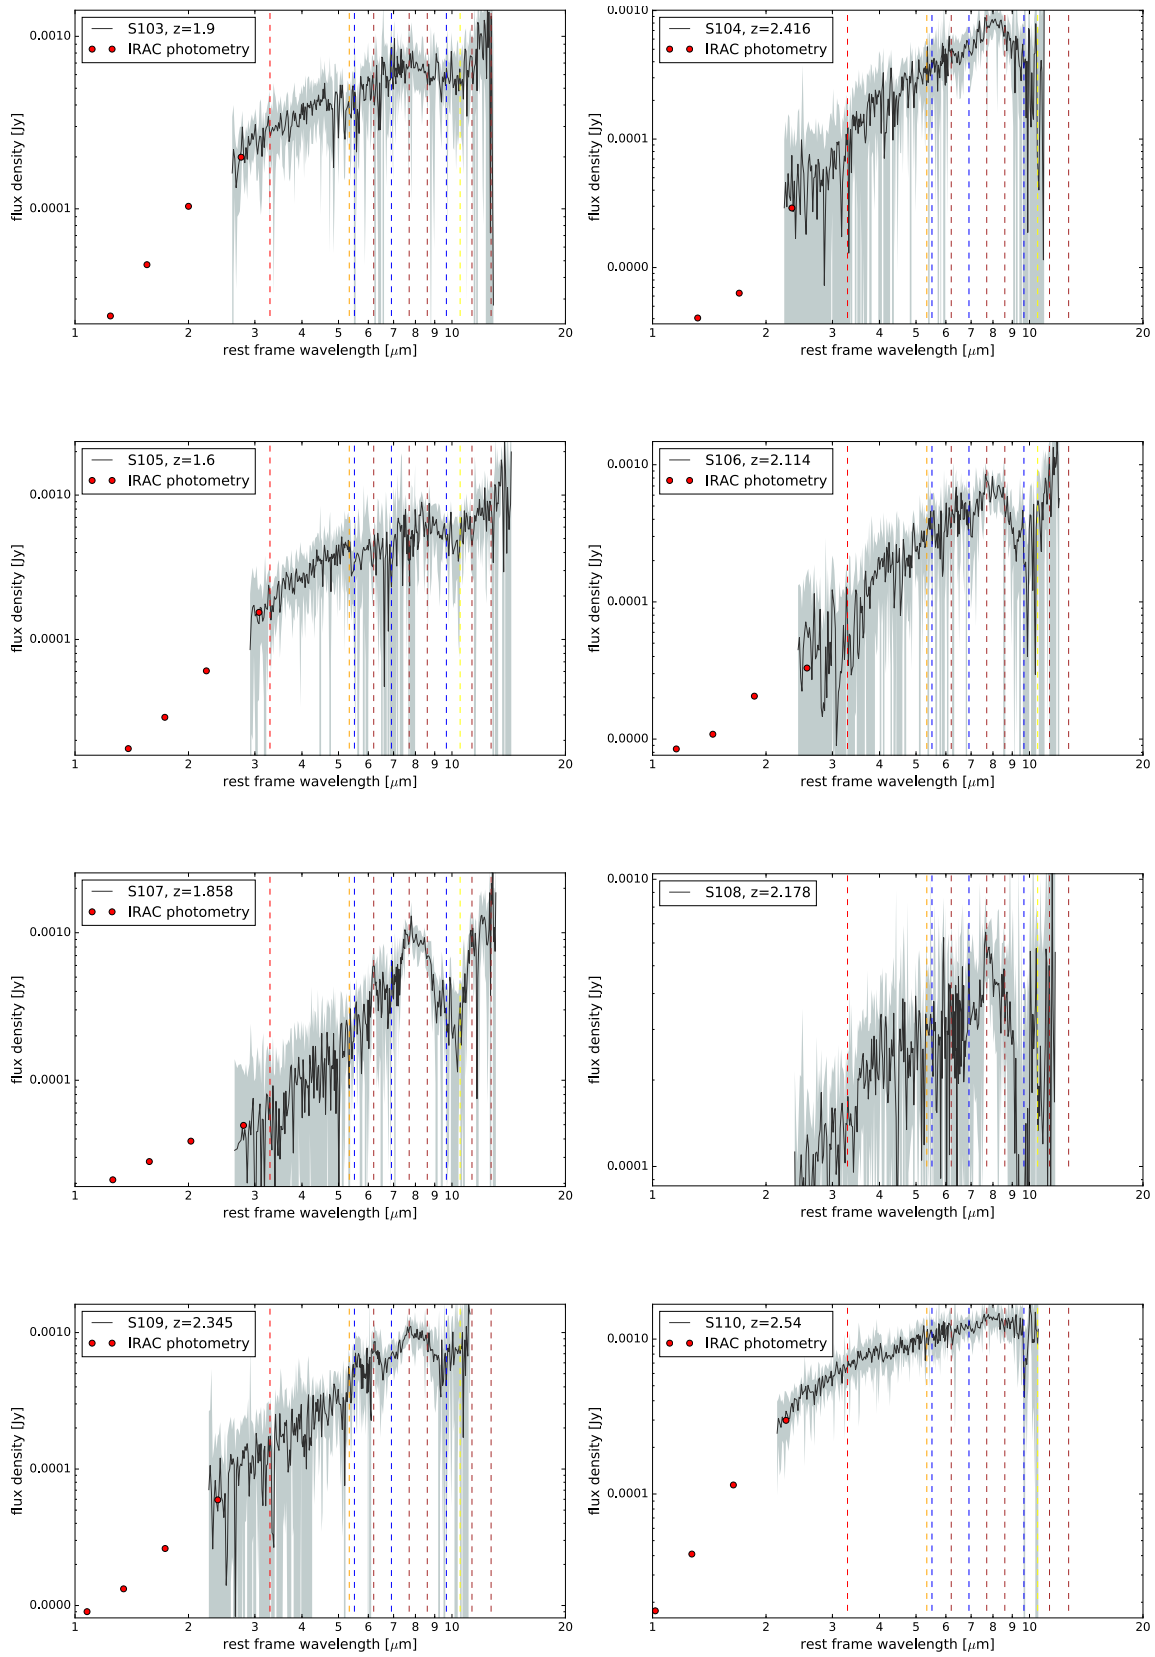 S103, z=1.9
IRAC photometry
0.0010
0.0001
flux density [Jy]
1 2 3 4 5 6 7 8 9 10 20
rest frame wavelength [μm]
S104, z=2.416
IRAC photometry
0.0010
0.0001
0.0000
flux density [Jy]
1 2 3 4 5 6 7 8 9 10 20
rest frame wavelength [μm]
S105, z=1.6
IRAC photometry
0.0010
0.0001
flux density [Jy]
1 2 3 4 5 6 7 8 9 10 20
rest frame wavelength [μm]
S106, z=2.114
IRAC photometry
0.0010
0.0001
0.0000
flux density [Jy]
1 2 3 4 5 6 7 8 9 10 20
rest frame wavelength [μm]
S107, z=1.858
IRAC photometry
0.0010
0.0001
flux density [Jy]
1 2 3 4 5 6 7 8 9 10 20
rest frame wavelength [μm]
S108, z=2.178
0.0010
0.0001
flux density [Jy]
1 2 3 4 5 6 7 8 9 10 20
rest frame wavelength [μm]
S109, z=2.345
IRAC photometry
0.0010
0.0001
0.0000
flux density [Jy]
1 2 3 4 5 6 7 8 9 10 20
rest frame wavelength [μm]
S110, z=2.54
IRAC photometry
0.0010
0.0001
flux density [Jy]
1 2 3 4 5 6 7 8 9 10 20
rest frame wavelength [μm]